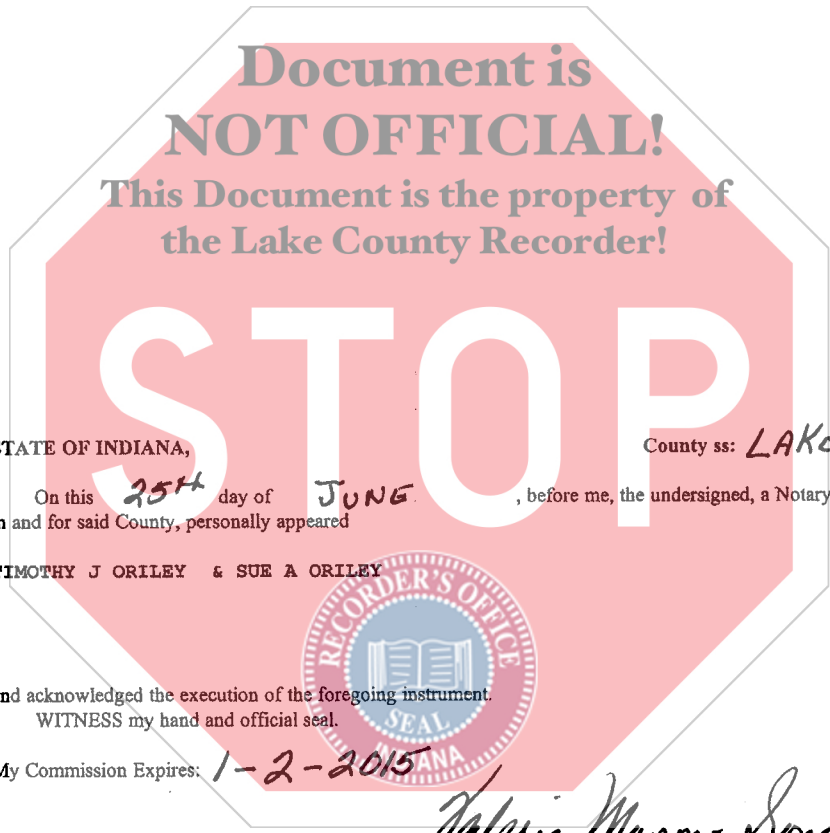 Document is
NOT OFFICIAL!
This Document is the property of
the Lake County Recorder!
STOP
STATE OF INDIANA, County ss: LAKE
On this 25th day of JUNE , before me, the undersigned, a Notary
and for said County, personally appeared
TIMOTHY J ORILEY & SUE A ORILEY
RECORDER'S OFFICE
SEAL
INDIANA
nd acknowledged the execution of the foregoing instrument.
WITNESS my hand and official seal.
My Commission Expires: 1-2-2015